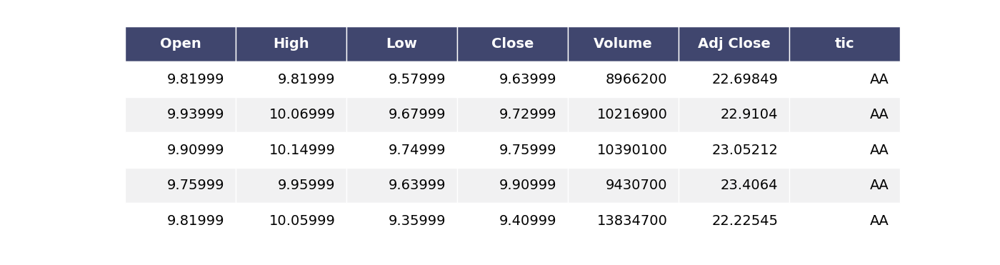 Open High Low Close Volume Adj Close tic
9.81999 9.81999 9.57999 9.63999 8966200 22.69849 AA
9.93999 10.06999 9.67999 9.72999 10216900 22.9104 AA
9.90999 10.14999 9.74999 9.75999 10390100 23.05212 AA
9.75999 9.95999 9.63999 9.90999 9430700 23.4064 AA
9.81999 10.05999 9.35999 9.40999 13834700 22.22545 AA